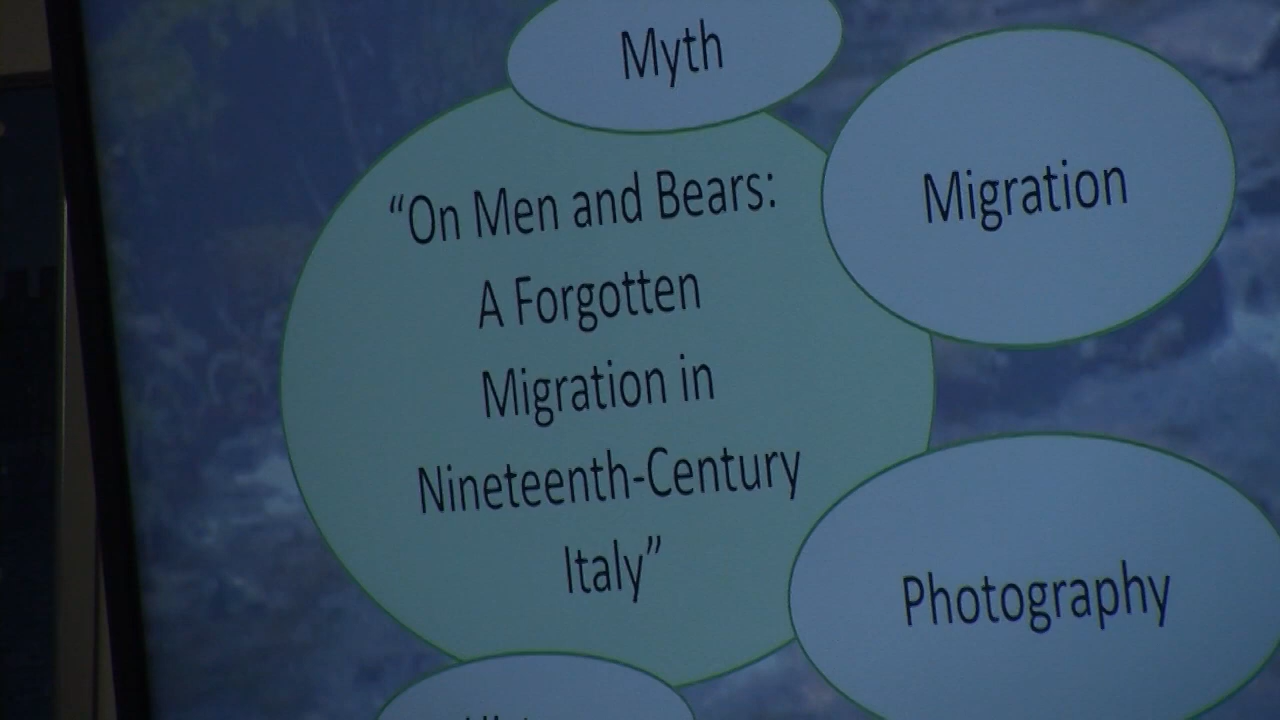 Myth
Migration
“On Men and Bears:
A Forgotten
Migration in
Nineteenth-Century
Italy”
Photography